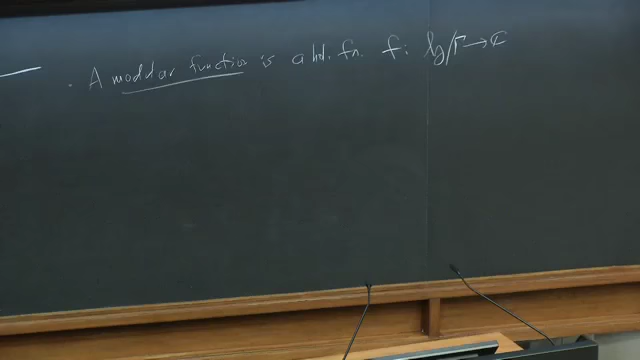 · A modular function is a hol. fn. f: 𝔥/Γ → ℂ